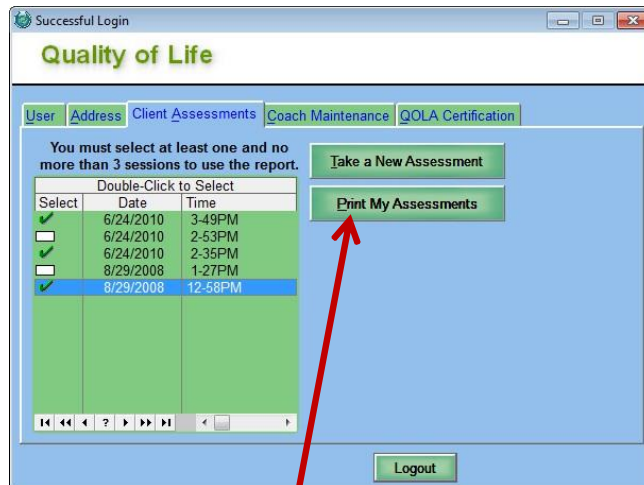 Successful Login
Quality of Life
User Address Client Assessments Coach Maintenance QOLA Certification
You must select at least one and no
more than 3 sessions to use the report.
Double-Click to Select
Select Date Time
6/24/2010 3-49PM
6/24/2010 2-53PM
6/24/2010 2-35PM
8/29/2008 1-27PM
8/29/2008 12-58PM
?
Take a New Assessment
Print My Assessments
Logout